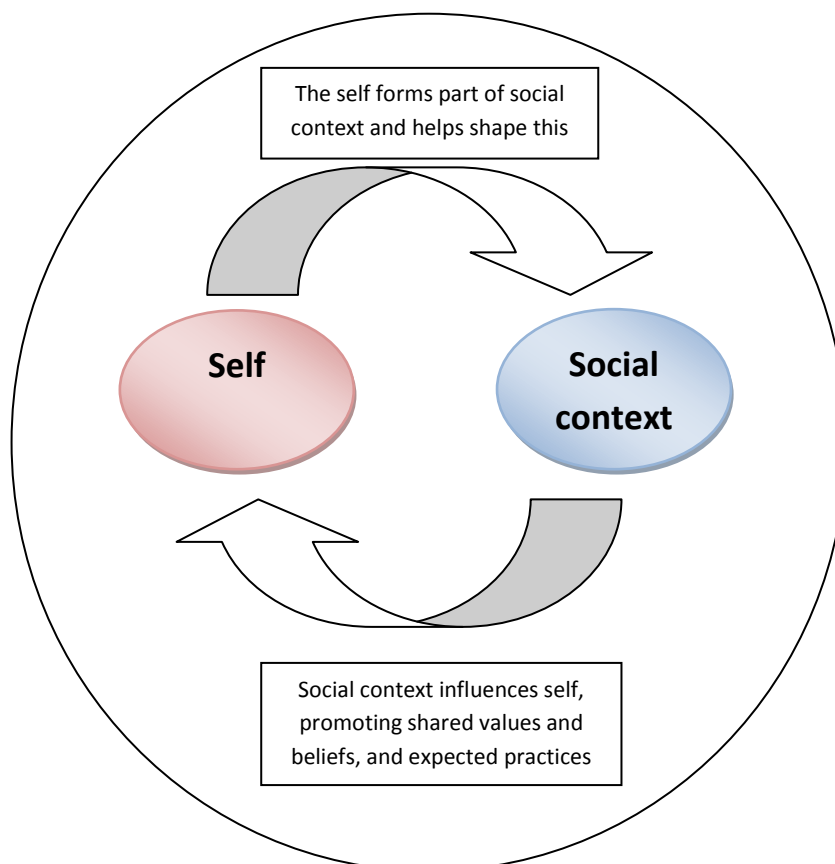 The self forms part of social
context and helps shape this
Self
Social
context
Social context influences self,
promoting shared values and
beliefs, and expected practices